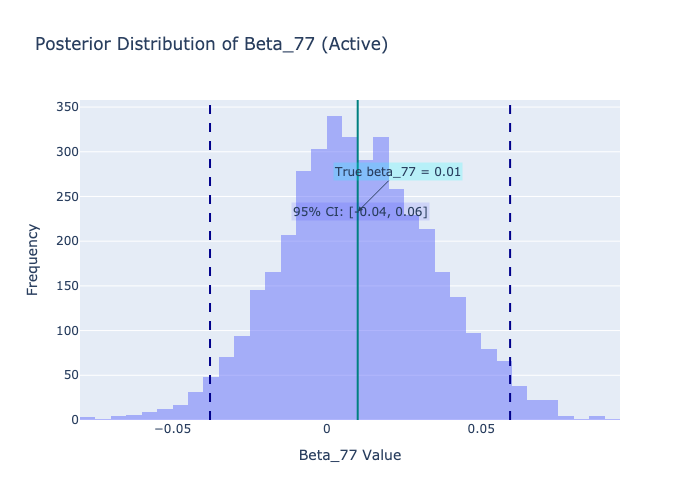 Posterior Distribution of Beta_77 (Active)
350
300
250
200
150
100
50
0
Frequency
True beta_77 = 0.01
95% CI: [-0.04, 0.06]
−0.05
0
0.05
Beta_77 Value